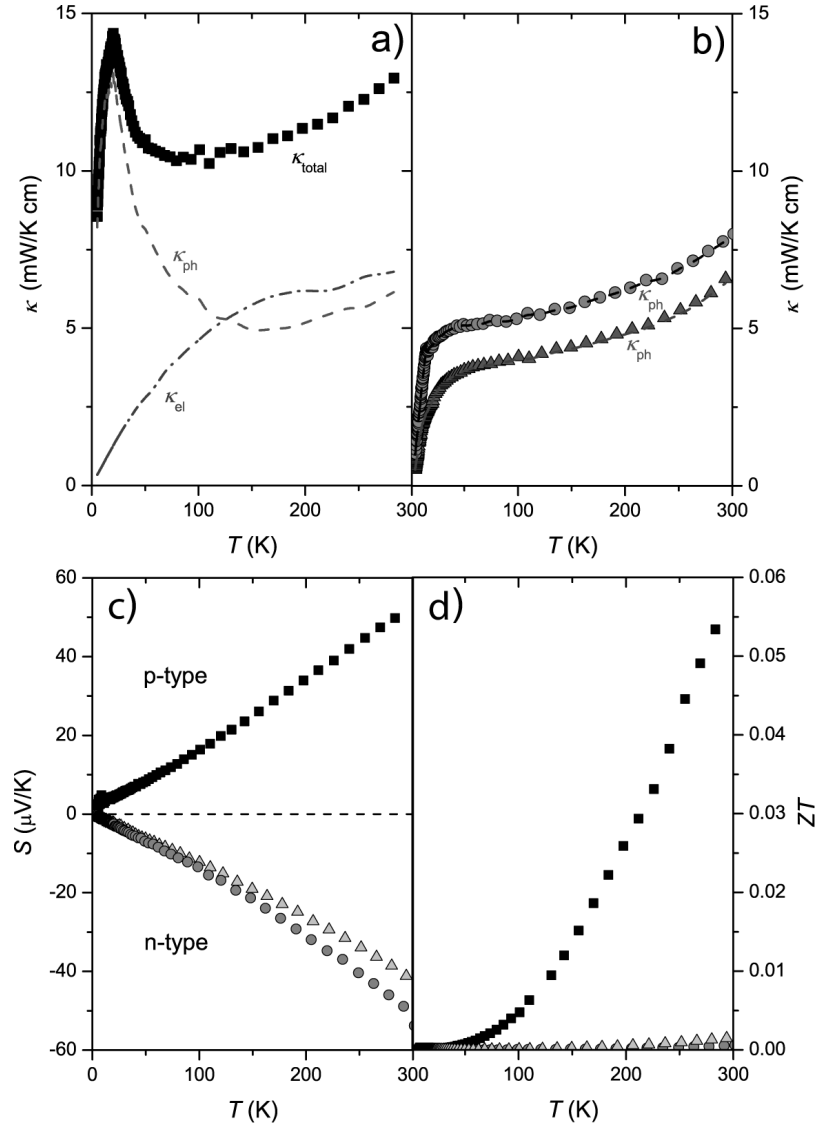 a)
15
10
5
0
κ (mW/K cm)
κtotal
κph
κel
0
100
200
300
T (K)
b)
15
10
5
0
κ (mW/K cm)
κph
κph
100
200
300
T (K)
c)
60
40
20
0
-20
-40
-60
S (μV/K)
p-type
n-type
0
100
200
300
T (K)
d)
0.06
0.05
0.04
0.03
0.02
0.01
0.00
ZT
100
200
300
T (K)